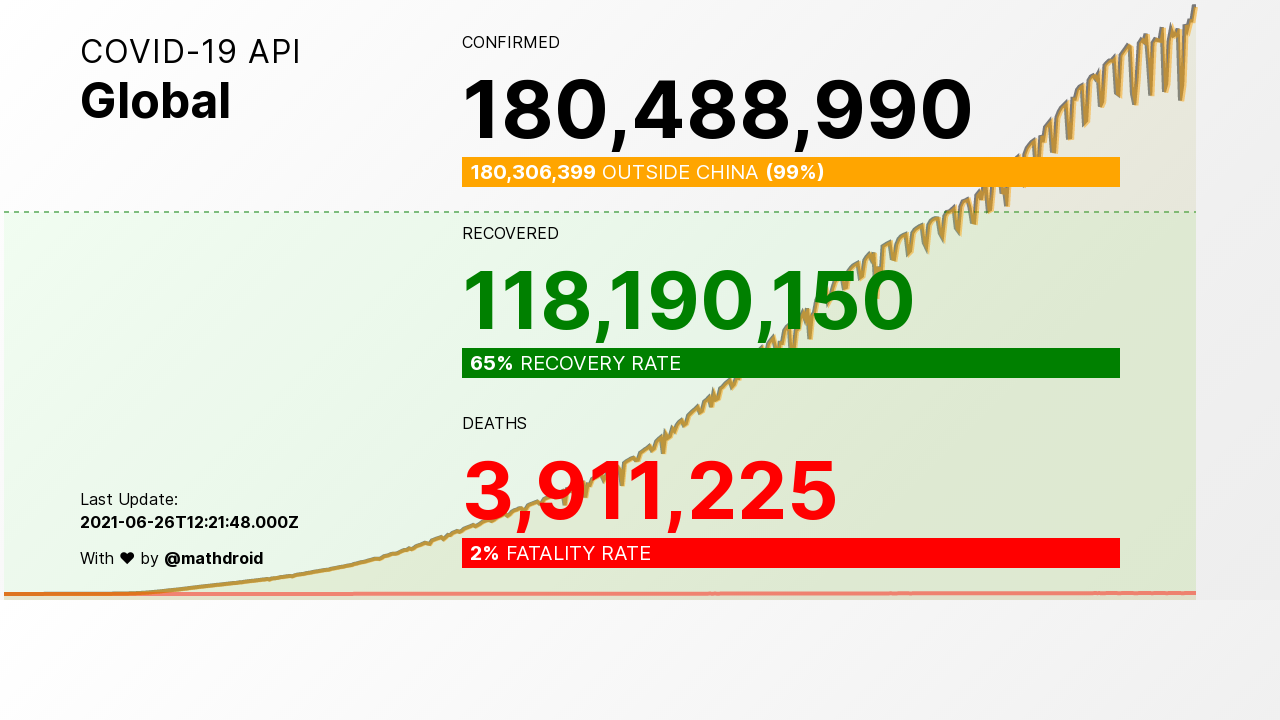 COVID-19 API
Global
CONFIRMED
180,488,990
180,306,399 OUTSIDE CHINA (99%)
RECOVERED
118,190,150
65% RECOVERY RATE
DEATHS
3,911,225
2% FATALITY RATE
Last Update:
2021-06-26T12:21:48.000Z
With ♥ by @mathdroid